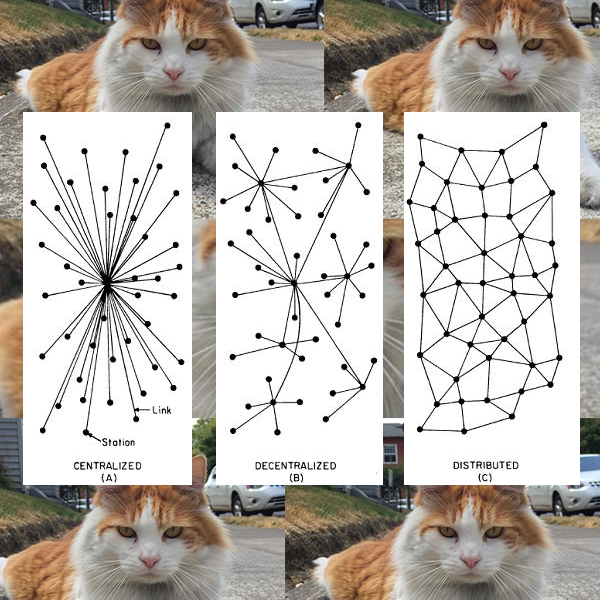 Link
Station
CENTRALIZED
(A)
DECENTRALIZED
(B)
DISTRIBUTED
(C)